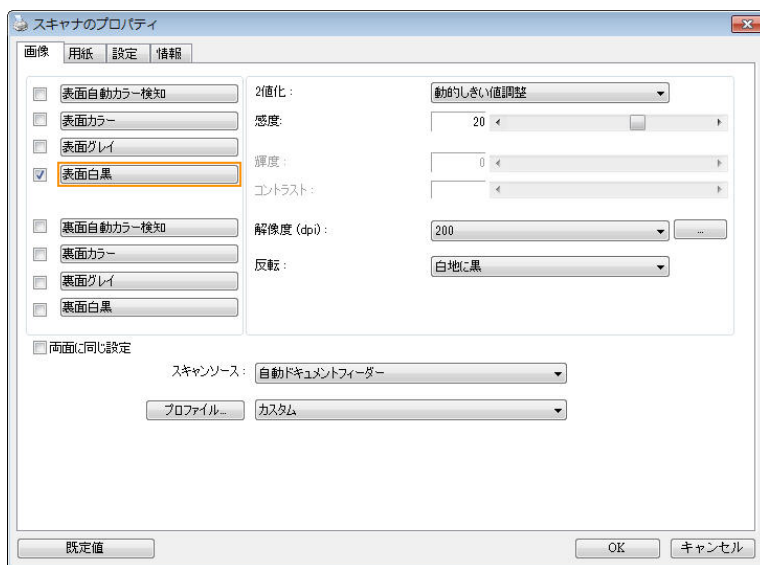 スキャナのプロパティ
画像 用紙 設定 情報
表面自動カラー検知
表面カラー
表面グレイ
表面白黒
裏面自動カラー検知
裏面カラー
裏面グレイ
裏面白黒
2値化: 動的しきい値調整
感度: 20
輝度: 0
コントラスト:
解像度 (dpi): 200 ...
反転: 白地に黒
両面に同じ設定
スキャンソース: 自動ドキュメントフィーダー
プロファイル... カスタム
既定値 OK キャンセル